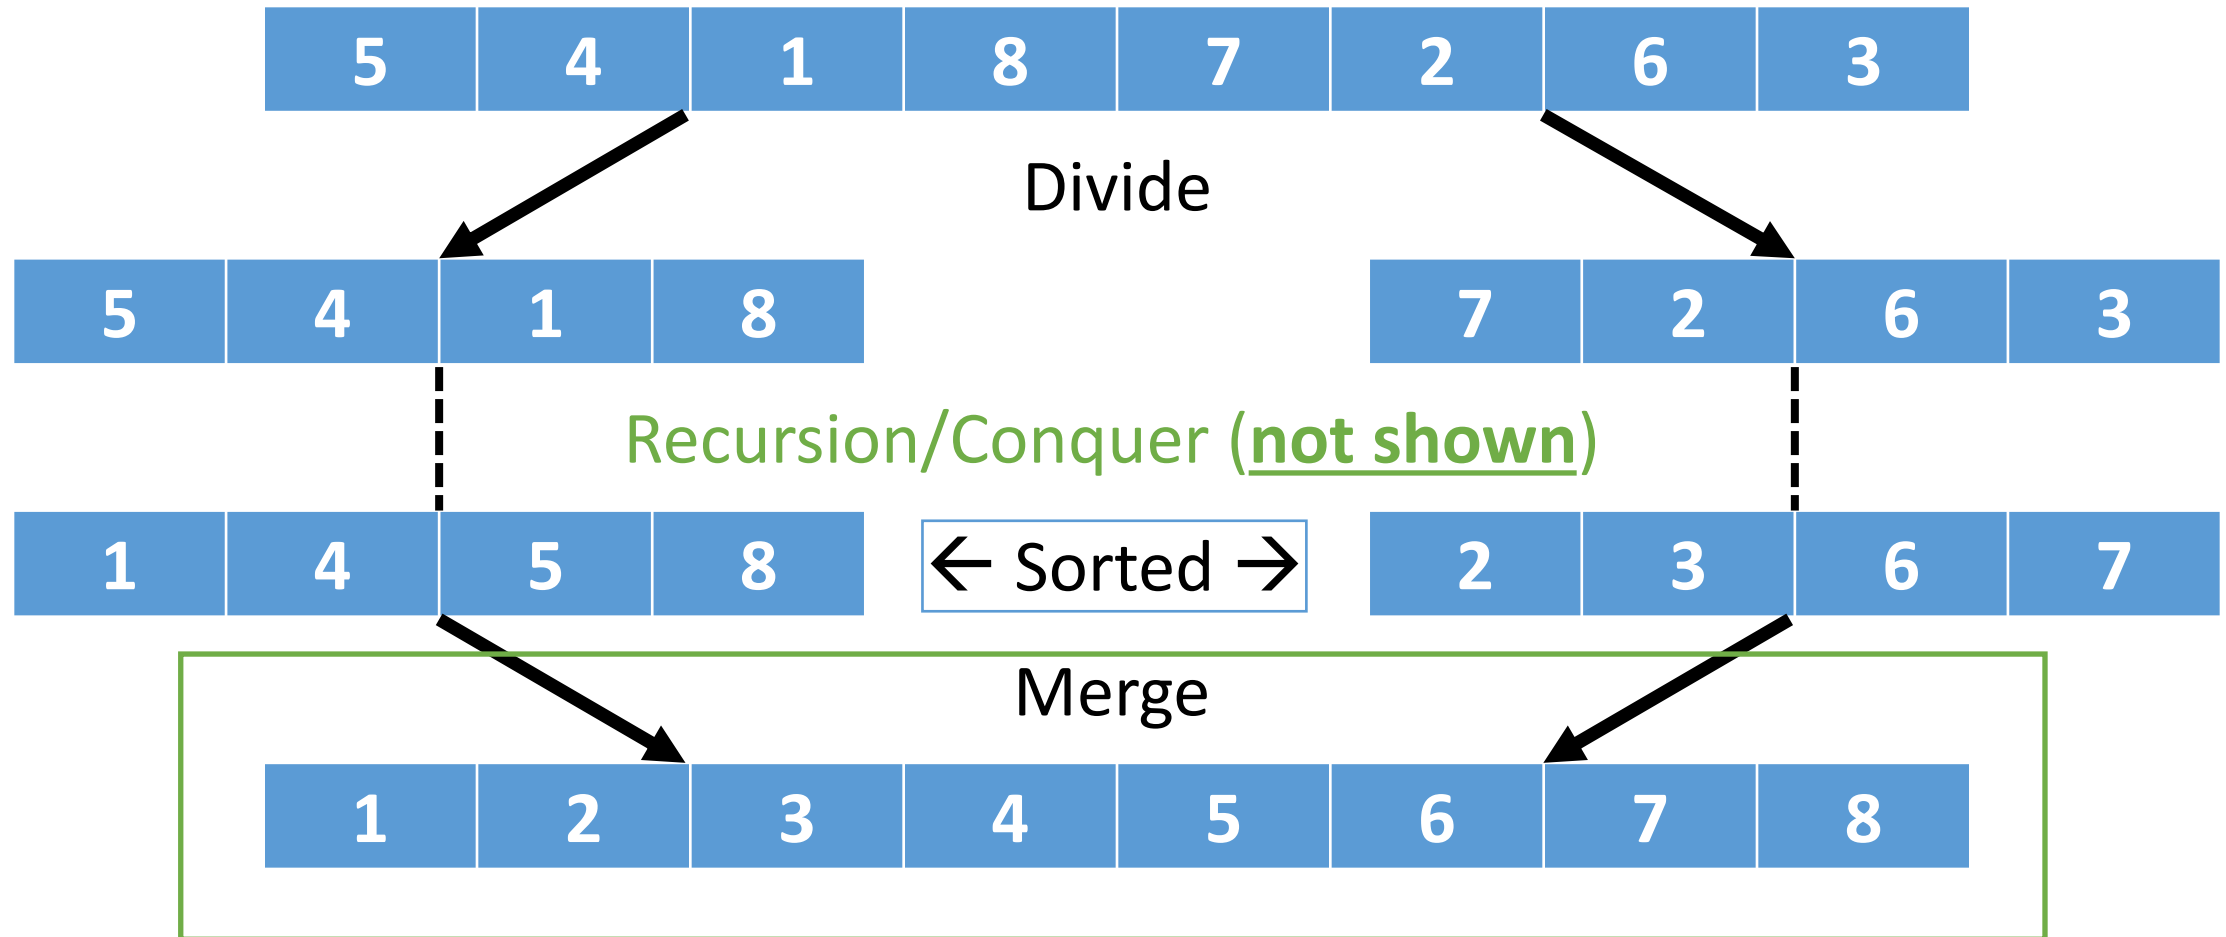 5 4 1 8 7 2 6 3
Divide
5 4 1 8 7 2 6 3
Recursion/Conquer (not shown)
1 4 5 8 ← Sorted → 2 3 6 7
Merge
1 2 3 4 5 6 7 8